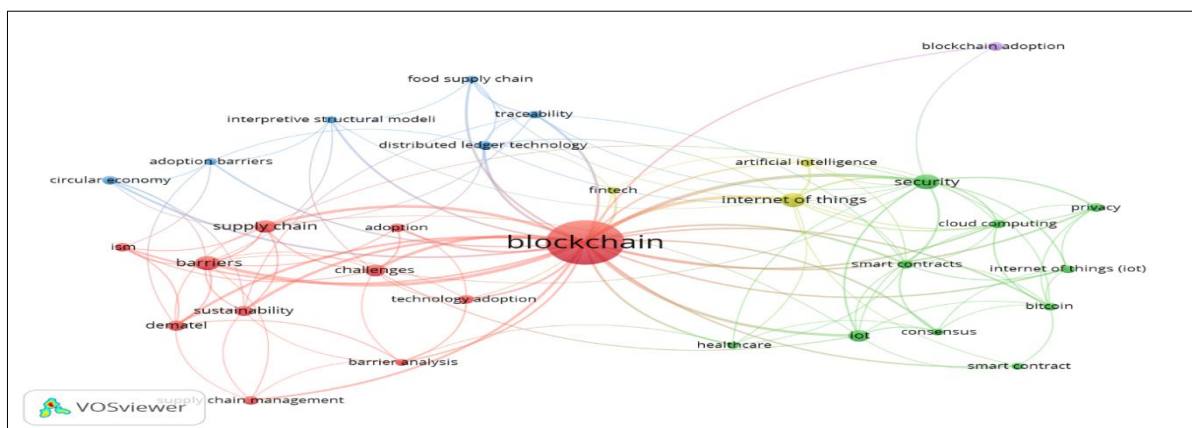 blockchain adoption
food supply chain
traceability
interpretive structural modeli
distributed ledger technology
adoption barriers
artificial intelligence
circular economy
fintech
security
internet of things
privacy
supply chain
adoption
cloud computing
blockchain
ism
barriers
challenges
smart contracts
internet of things (iot)
technology adoption
bitcoin
sustainability
dematel
iot
consensus
healthcare
barrier analysis
smart contract
supply chain management
VOSviewer